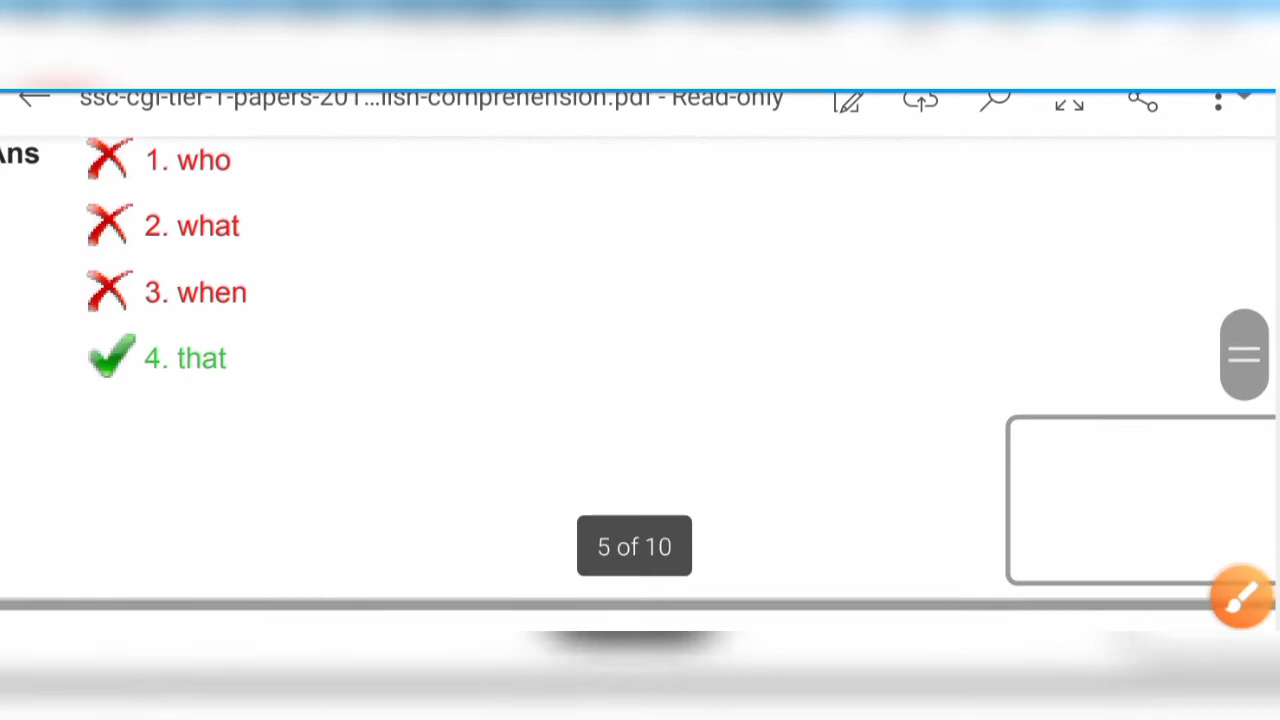 ssc-cgl-tier-1-papers-201...lish-comprehension.pdf - Read-only
Ans
1. who
2. what
3. when
4. that
5 of 10